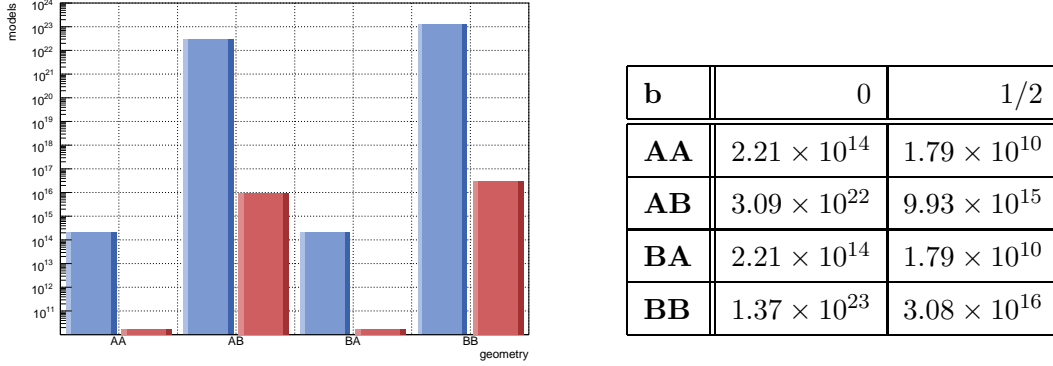 models
10^24
10^23
10^22
10^21
10^20
10^19
10^18
10^17
10^16
10^15
10^14
10^13
10^12
10^11
AA AB BA BB
geometry
b 0 1/2
AA 2.21 × 10^14 1.79 × 10^10
AB 3.09 × 10^22 9.93 × 10^15
BA 2.21 × 10^14 1.79 × 10^10
BB 1.37 × 10^23 3.08 × 10^16